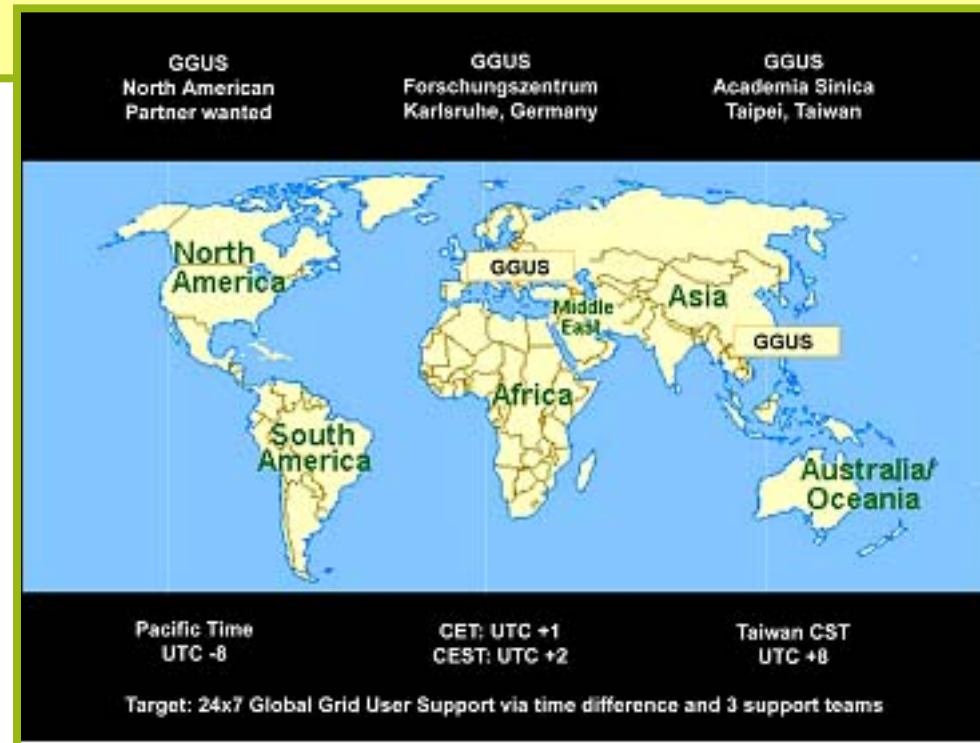 GGUS
North American
Partner wanted
GGUS
Forschungszentrum
Karlsruhe, Germany
GGUS
Academia Sinica
Taipei, Taiwan
North
America
GGUS
Middle
East
Asia
GGUS
Africa
South
America
Australia/
Oceania
Pacific Time
UTC -8
CET: UTC +1
CEST: UTC +2
Taiwan CST
UTC +8
Target: 24x7 Global Grid User Support via time difference and 3 support teams